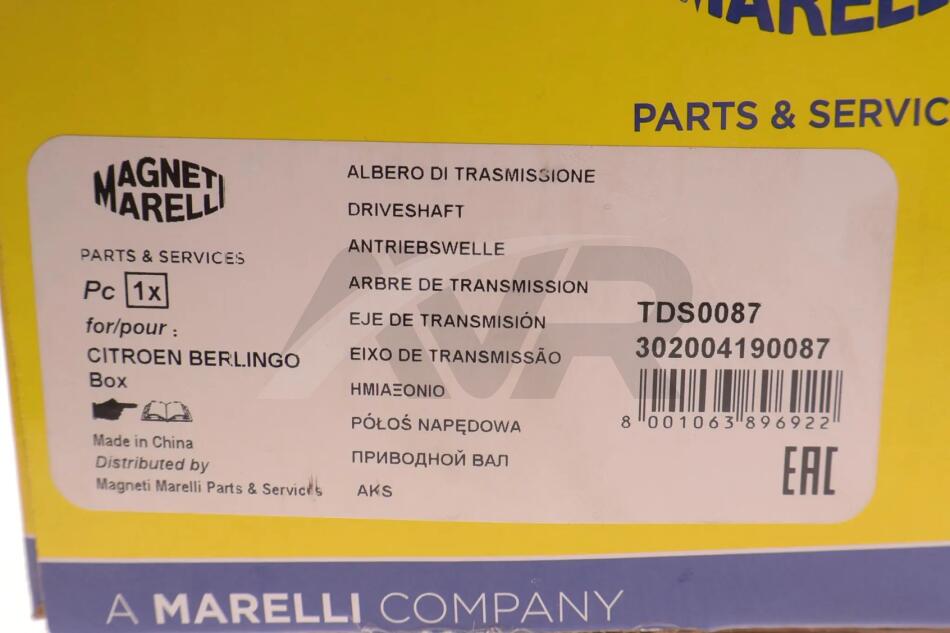 MARELLI
PARTS & SERVIC
MAGNETI
MARELLI
PARTS & SERVICES
Pc 1x
for/pour :
CITROEN BERLINGO
Box
Made in China
Distributed by
Magneti Marelli Parts & Services
ALBERO DI TRASMISSIONE
DRIVESHAFT
ANTRIEBSWELLE
ARBRE DE TRANSMISSION
EJE DE TRANSMISIÓN
EIXO DE TRANSMISSÃO
ΗΜΙΑΞΟΝΙΟ
PÓŁOŚ NAPĘDOWA
ПРИВОДНОЙ ВАЛ
AKS
TDS0087
302004190087
8 001063 896922
EAC
AVR
A MARELLI COMPANY